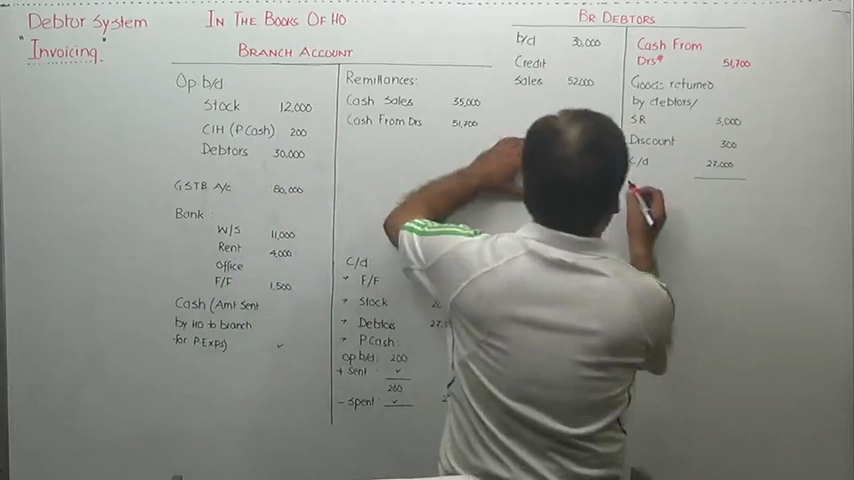 Debtor System
"Invoicing"
In The Books Of HO
Branch Account
Op b/d
Stock 12,000
CIH (P.Cash) 200
Debtors 30,000
GSTB A/c 80,000
Bank:
W/S 11,000
Rent 4,000
Office
F/F 1,500
Cash (Amt Sent
by HO to branch
for P.Exps) ✓
Remittances:
Cash Sales 35,000
Cash From Drs 51,700
C/d
F/F
Stock
Debtors
P.Cash:
Op b/d: 200
+ Sent: ✓
200
- Spent: ✓
Br Debtors
b/d 30,000
Credit
Sales 52,000
Cash From
Drs* 51,700
Goods returned
by debtors/
SR 3,000
Discount 300
C/d 27,000